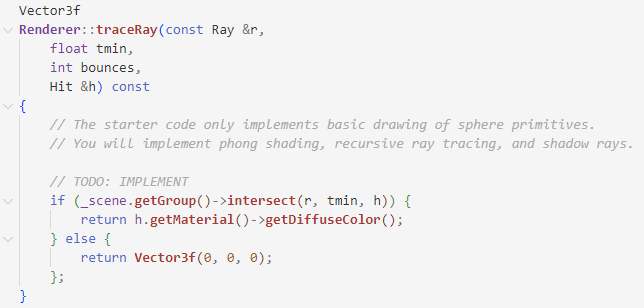 Vector3f
Renderer::traceRay(const Ray &r,
    float tmin,
    int bounces,
    Hit &h) const
{
    // The starter code only implements basic drawing of sphere primitives.
    // You will implement phong shading, recursive ray tracing, and shadow rays.

    // TODO: IMPLEMENT
    if (_scene.getGroup()->intersect(r, tmin, h)) {
        return h.getMaterial()->getDiffuseColor();
    } else {
        return Vector3f(0, 0, 0);
    };
}